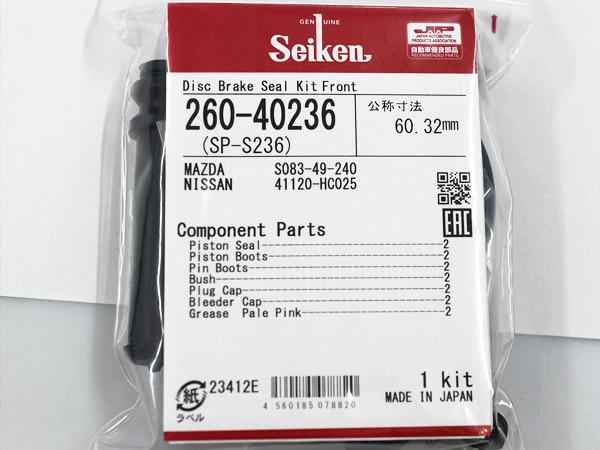 GENUINE
Seiken
JAPAN AUTOMOTIVE
PRODUCTS ASSOCIATION
自動車優良部品
RECOMMENDED PARTS
Disc Brake Seal Kit Front
260-40236
(SP-S236)
公称寸法
60.32mm
MAZDA S083-49-240
NISSAN 41120-HC025
EAC
Component Parts
Piston Seal 2
Piston Boots 2
Pin Boots 2
Bush 2
Plug Cap 2
Bleeder Cap 2
Grease Pale Pink 2
紙
ラベル
23412E
4 560185 078820
1 kit
MADE IN JAPAN